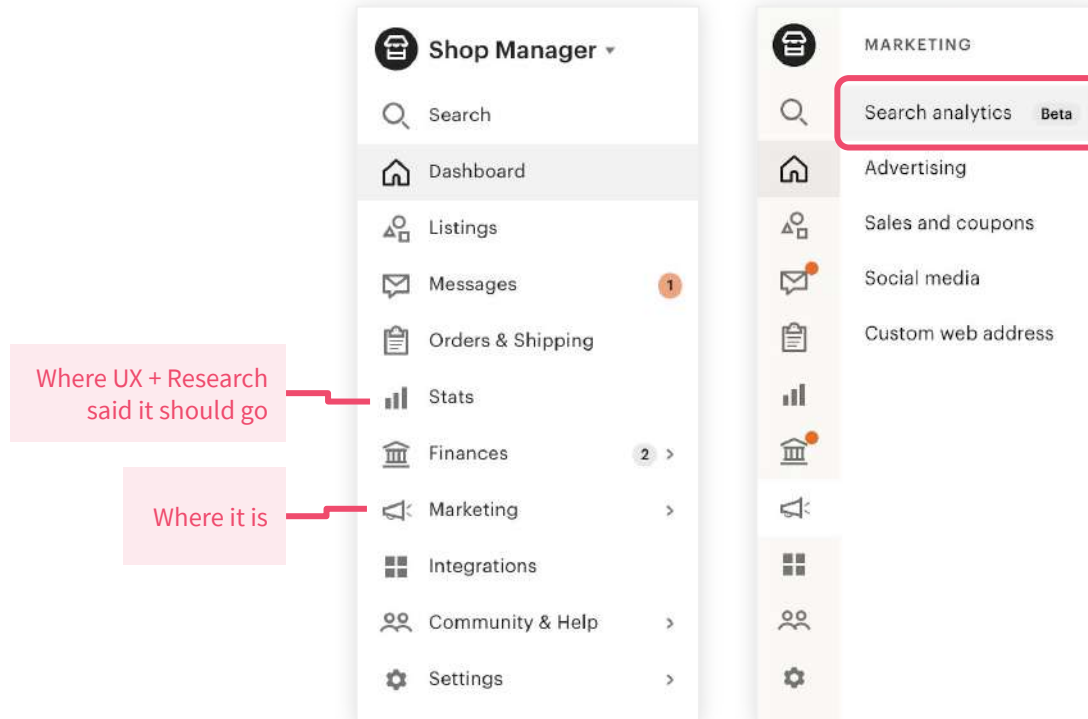 Shop Manager
Search
Dashboard
Listings
Messages 1
Orders & Shipping
Stats
Finances 2
Marketing
Integrations
Community & Help
Settings
Where UX + Research
said it should go
Where it is
MARKETING
Search analytics Beta
Advertising
Sales and coupons
Social media
Custom web address